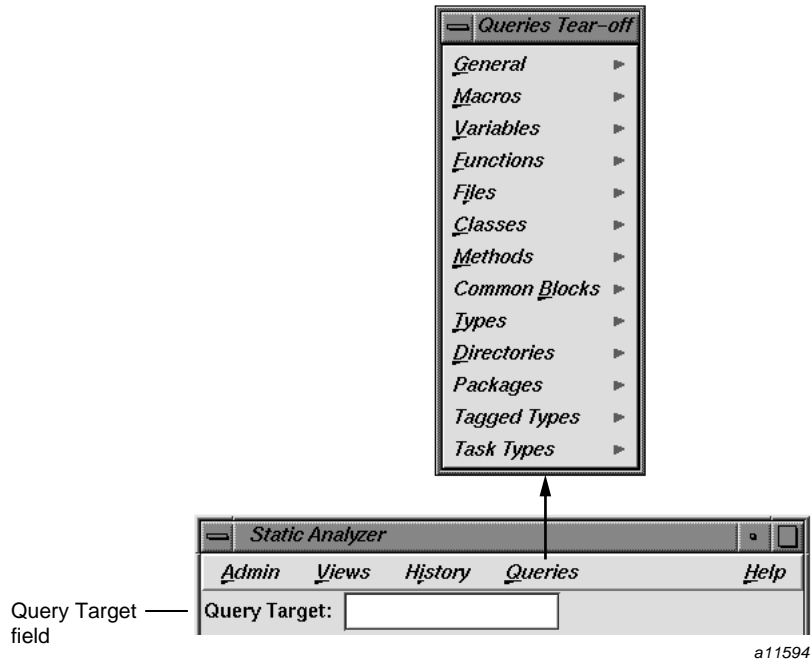 Queries Tear-off
General
Macros
Variables
Functions
Files
Classes
Methods
Common Blocks
Types
Directories
Packages
Tagged Types
Task Types
Static Analyzer
Admin Views History Queries Help
Query Target field
Query Target:
a11594